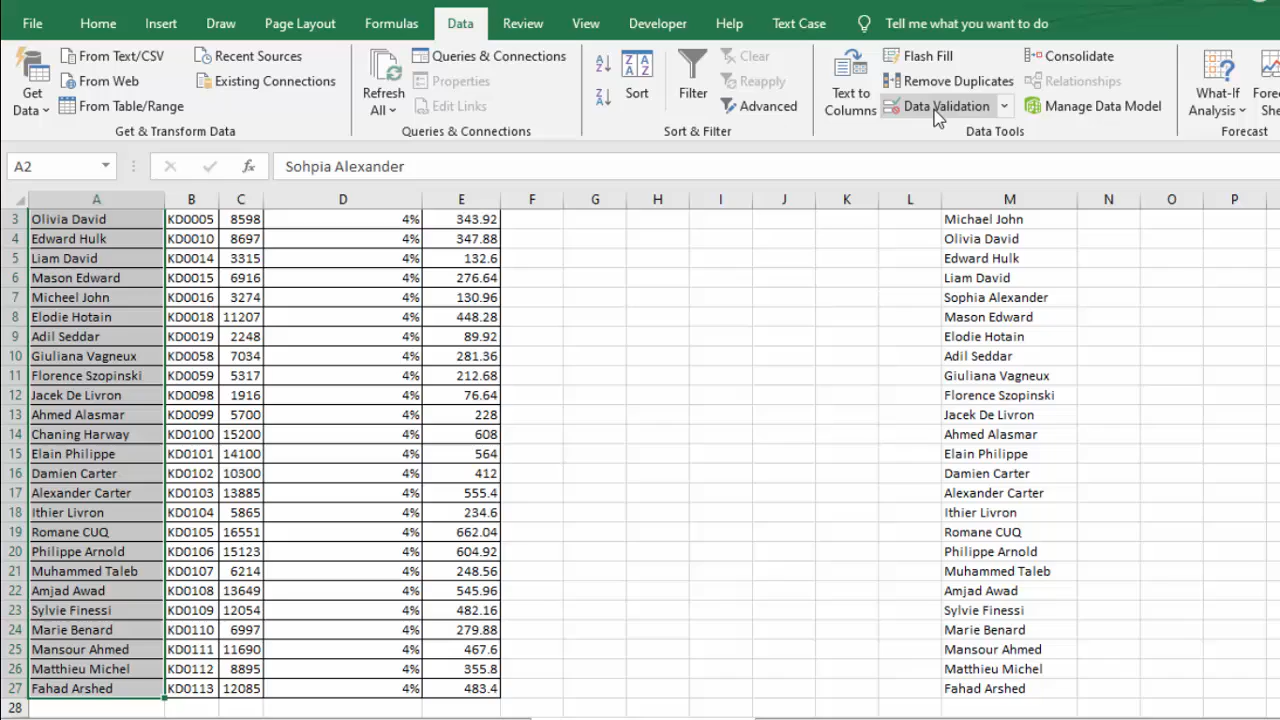 File Home Insert Draw Page Layout Formulas Data Review View Developer Help Text Case Tell me what you want to do
From Text/CSV Recent Sources Queries & Connections Clear Flash Fill Consolidate
From Web Existing Connections Properties Reapply Remove Duplicates Relationships
Get Data From Table/Range Refresh All Edit Links Sort Filter Advanced Text to Columns Data Validation Manage Data Model What-If Analysis
Get & Transform Data Queries & Connections Sort & Filter Data Tools Forecast
A2 fx Sohpia Alexander
A B C D E F G H I J K L M N O P
3 Olivia David KD0005 8598 4% 343.92 Michael John
4 Edward Hulk KD0010 8697 4% 347.88 Olivia David
5 Liam David KD0014 3315 4% 132.6 Edward Hulk
6 Mason Edward KD0015 6916 4% 276.64 Liam David
7 Micheel John KD0016 3274 4% 130.96 Sophia Alexander
8 Elodie Hotain KD0018 11207 4% 448.28 Mason Edward
9 Adil Seddar KD0019 2248 4% 89.92 Elodie Hotain
10 Giuliana Vagneux KD0058 7034 4% 281.36 Adil Seddar
11 Florence Szopinski KD0059 5317 4% 212.68 Giuliana Vagneux
12 Jacek De Livron KD0098 1916 4% 76.64 Florence Szopinski
13 Ahmed Alasmar KD0099 5700 4% 228 Jacek De Livron
14 Chaning Harway KD0100 15200 4% 608 Ahmed Alasmar
15 Elain Philippe KD0101 14100 4% 564 Elain Philippe
16 Damien Carter KD0102 10300 4% 412 Damien Carter
17 Alexander Carter KD0103 13885 4% 555.4 Alexander Carter
18 Ithier Livron KD0104 5865 4% 234.6 Ithier Livron
19 Romane CUQ KD0105 16551 4% 662.04 Romane CUQ
20 Philippe Arnold KD0106 15123 4% 604.92 Philippe Arnold
21 Muhammed Taleb KD0107 6214 4% 248.56 Muhammed Taleb
22 Amjad Awad KD0108 13649 4% 545.96 Amjad Awad
23 Sylvie Finessi KD0109 12054 4% 482.16 Sylvie Finessi
24 Marie Benard KD0110 6997 4% 279.88 Marie Benard
25 Mansour Ahmed KD0111 11690 4% 467.6 Mansour Ahmed
26 Matthieu Michel KD0112 8895 4% 355.8 Matthieu Michel
27 Fahad Arshed KD0113 12085 4% 483.4 Fahad Arshed
28